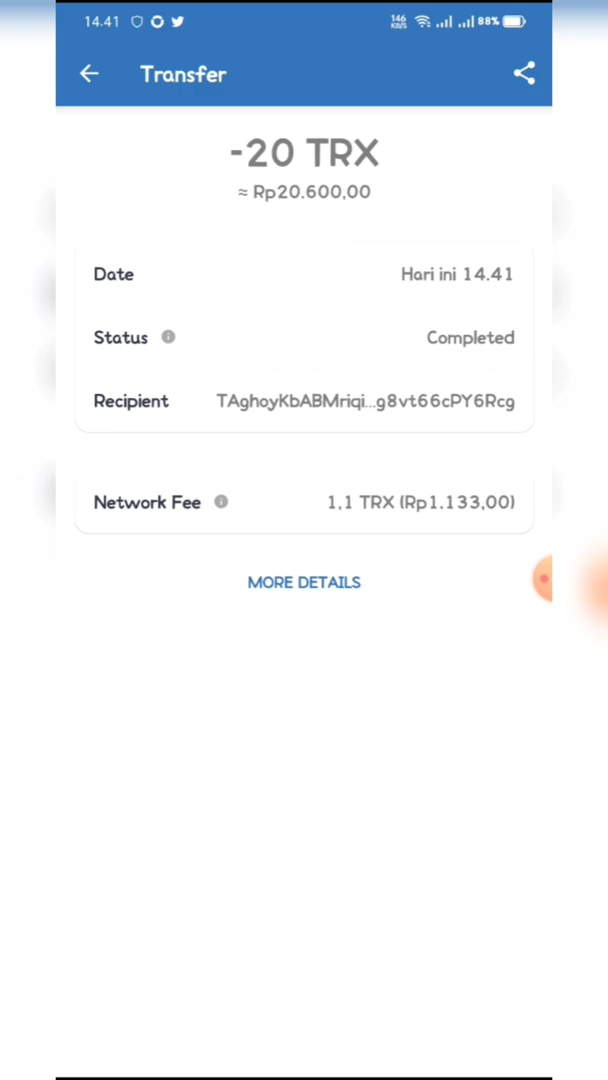 14.41 146 KB/S 88%
Transfer
-20 TRX
≈ Rp20.600,00
Date Hari ini 14.41
Status Completed
Recipient TAghoyKbABMriqi...g8vt66cPY6Rcg
Network Fee 1,1 TRX (Rp1.133,00)
MORE DETAILS